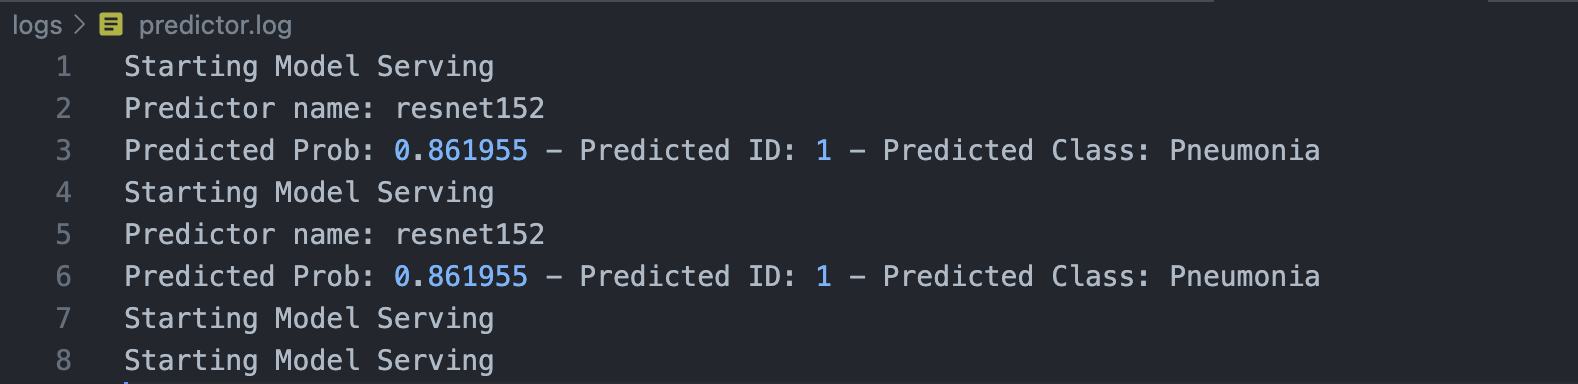 logs > predictor.log
1 Starting Model Serving
2 Predictor name: resnet152
3 Predicted Prob: 0.861955 - Predicted ID: 1 - Predicted Class: Pneumonia
4 Starting Model Serving
5 Predictor name: resnet152
6 Predicted Prob: 0.861955 - Predicted ID: 1 - Predicted Class: Pneumonia
7 Starting Model Serving
8 Starting Model Serving